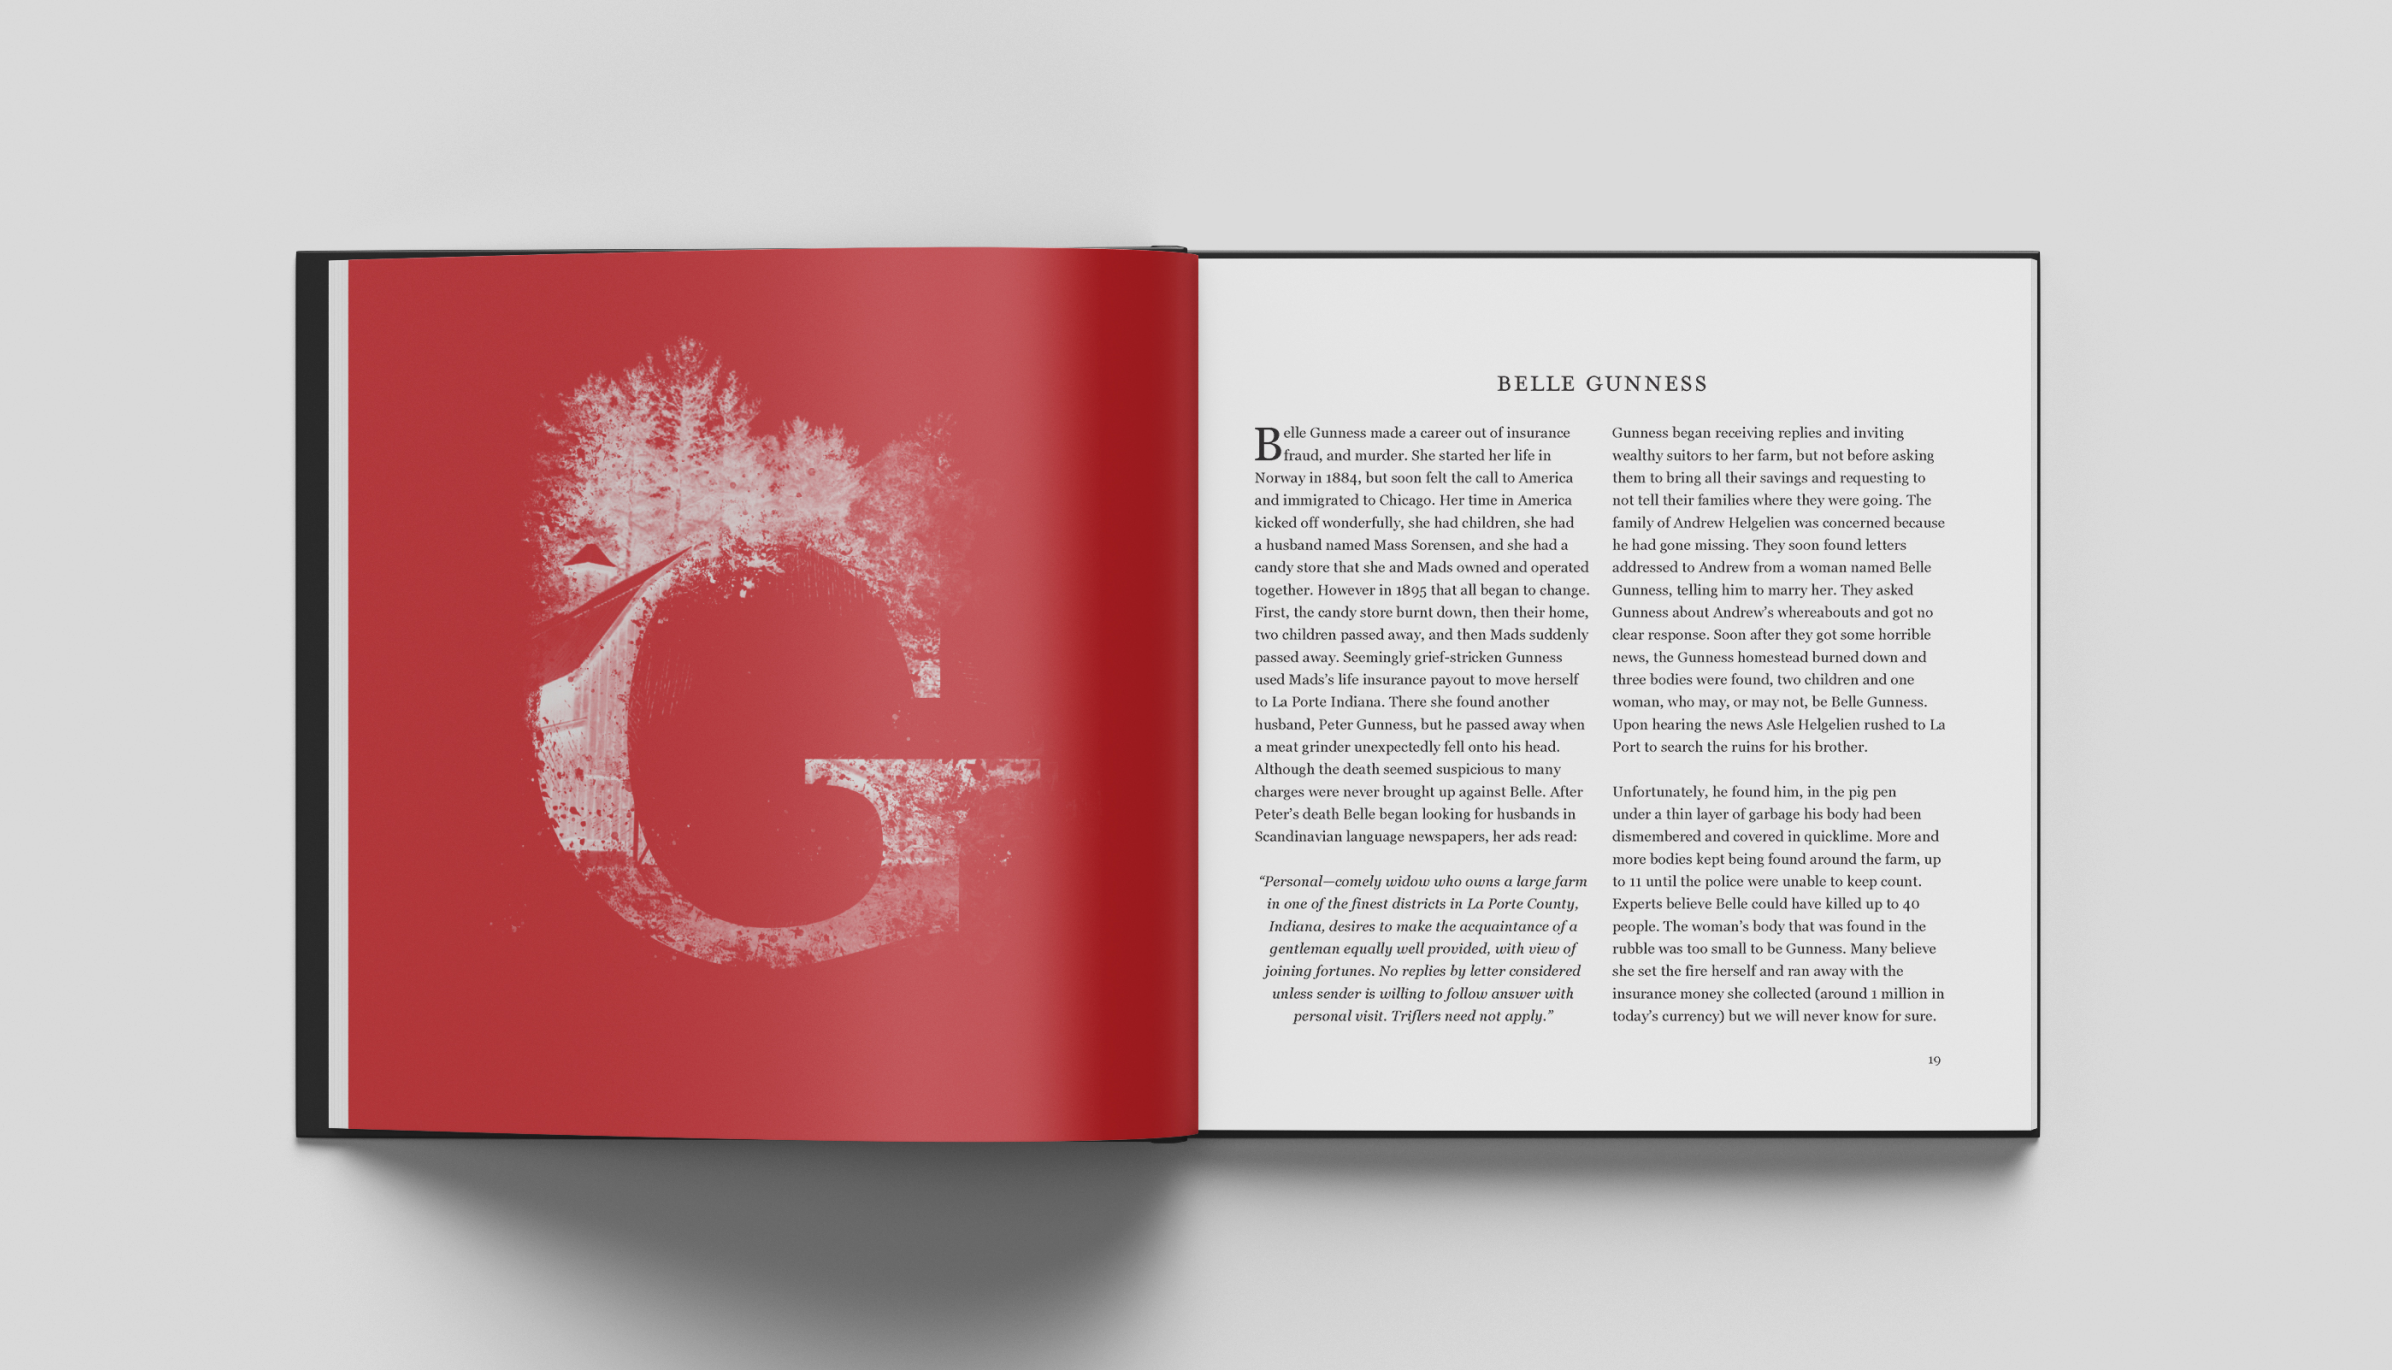 G
BELLE GUNNESS
Belle Gunness made a career out of insurance
fraud, and murder. She started her life in
Norway in 1884, but soon felt the call to America
and immigrated to Chicago. Her time in America
kicked off wonderfully, she had children, she had
a husband named Mass Sorensen, and she had a
candy store that she and Mads owned and operated
together. However in 1895 that all began to change.
First, the candy store burnt down, then their home,
two children passed away, and then Mads suddenly
passed away. Seemingly grief-stricken Gunness
used Mads’s life insurance payout to move herself
to La Porte Indiana. There she found another
husband, Peter Gunness, but he passed away when
a meat grinder unexpectedly fell onto his head.
Although the death seemed suspicious to many
charges were never brought up against Belle. After
Peter’s death Belle began looking for husbands in
Scandinavian language newspapers, her ads read:
“Personal—comely widow who owns a large farm
in one of the finest districts in La Porte County,
Indiana, desires to make the acquaintance of a
gentleman equally well provided, with view of
joining fortunes. No replies by letter considered
unless sender is willing to follow answer with
personal visit. Triflers need not apply.”
Gunness began receiving replies and inviting
wealthy suitors to her farm, but not before asking
them to bring all their savings and requesting to
not tell their families where they were going. The
family of Andrew Helgelien was concerned because
he had gone missing. They soon found letters
addressed to Andrew from a woman named Belle
Gunness, telling him to marry her. They asked
Gunness about Andrew’s whereabouts and got no
clear response. Soon after they got some horrible
news, the Gunness homestead burned down and
three bodies were found, two children and one
woman, who may, or may not, be Belle Gunness.
Upon hearing the news Asle Helgelien rushed to La
Port to search the ruins for his brother.
Unfortunately, he found him, in the pig pen
under a thin layer of garbage his body had been
dismembered and covered in quicklime. More and
more bodies kept being found around the farm, up
to 11 until the police were unable to keep count.
Experts believe Belle could have killed up to 40
people. The woman’s body that was found in the
rubble was too small to be Gunness. Many believe
she set the fire herself and ran away with the
insurance money she collected (around 1 million in
today’s currency) but we will never know for sure.
19